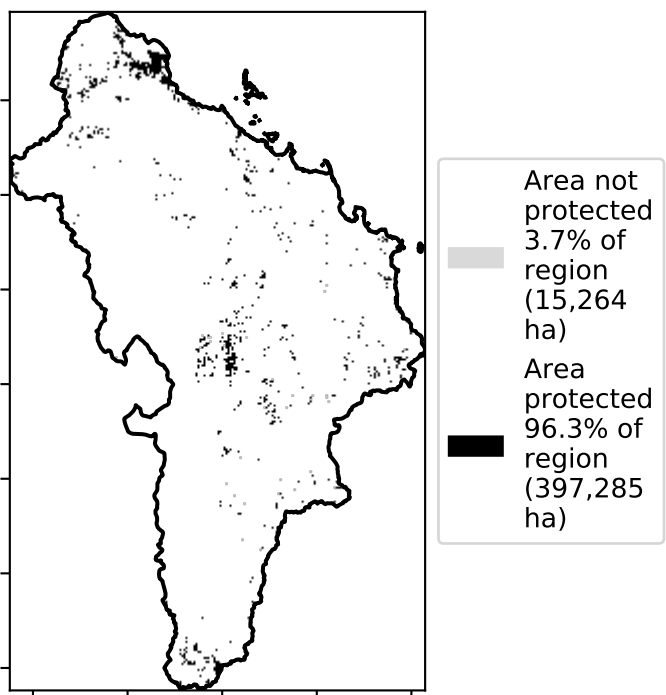 Area not
protected
3.7% of
region
(15,264
ha)
Area
protected
96.3% of
region
(397,285
ha)